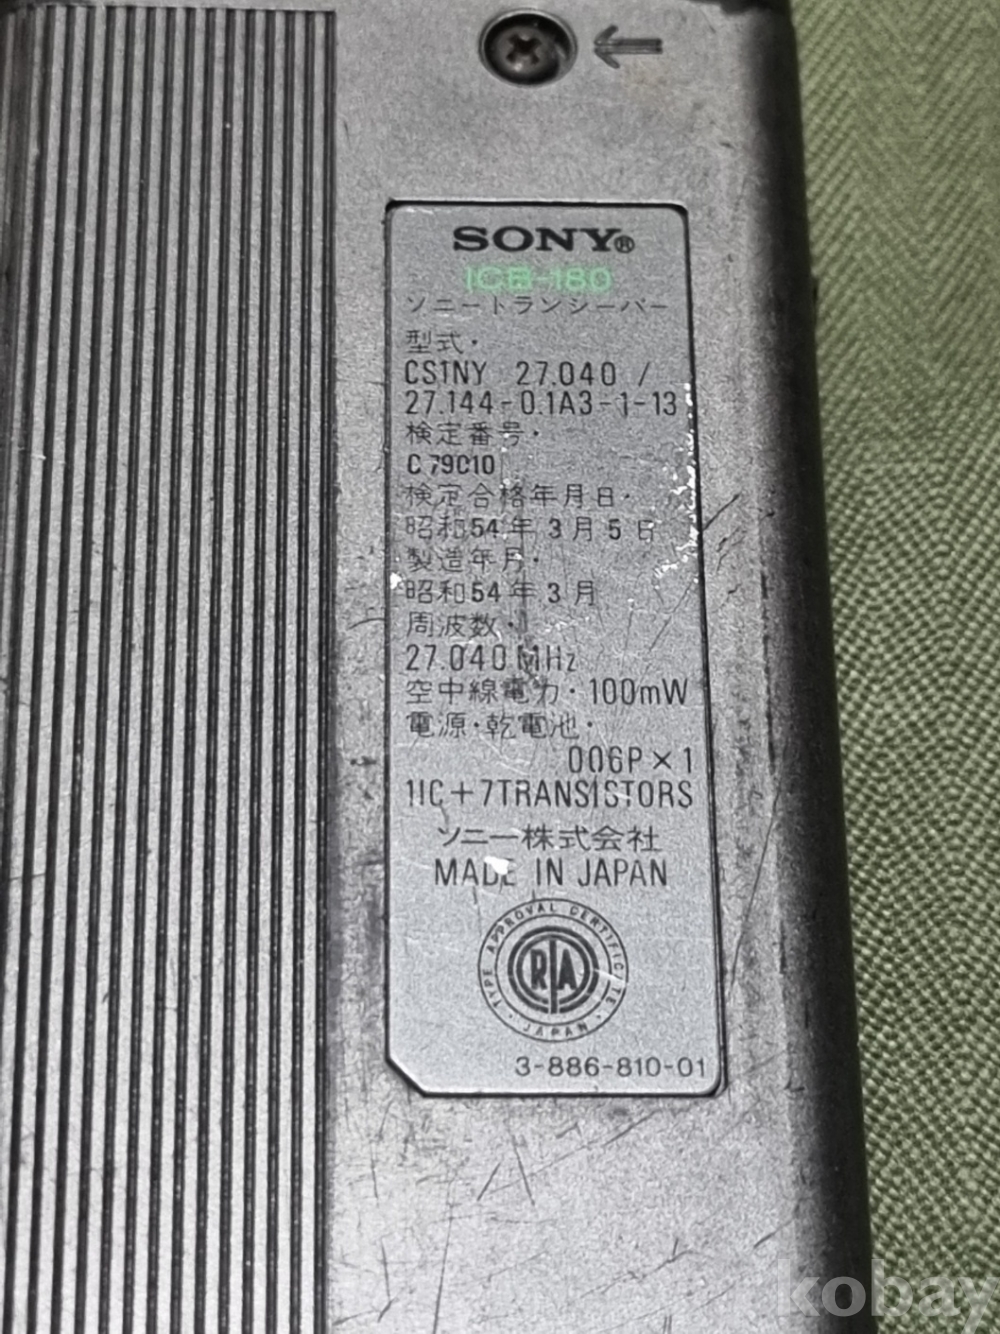 SONY®
ICB-180
ソニートランシーバー
型式・
CS1NY 27.040 /
27.144-0.1A3-1-13
検定番号・
C79C10
検定合格年月日・
昭和54年3月5日
製造年月・
昭和54年3月
周波数・
27.040MHz
空中線電力・100mW
電源・乾電池・
006P×1
1IC+7TRANSISTORS
ソニー株式会社
MADE IN JAPAN
TYPE APPROVAL CERTIFICATE
RTA
・JAPAN・
3-886-810-01
kobay